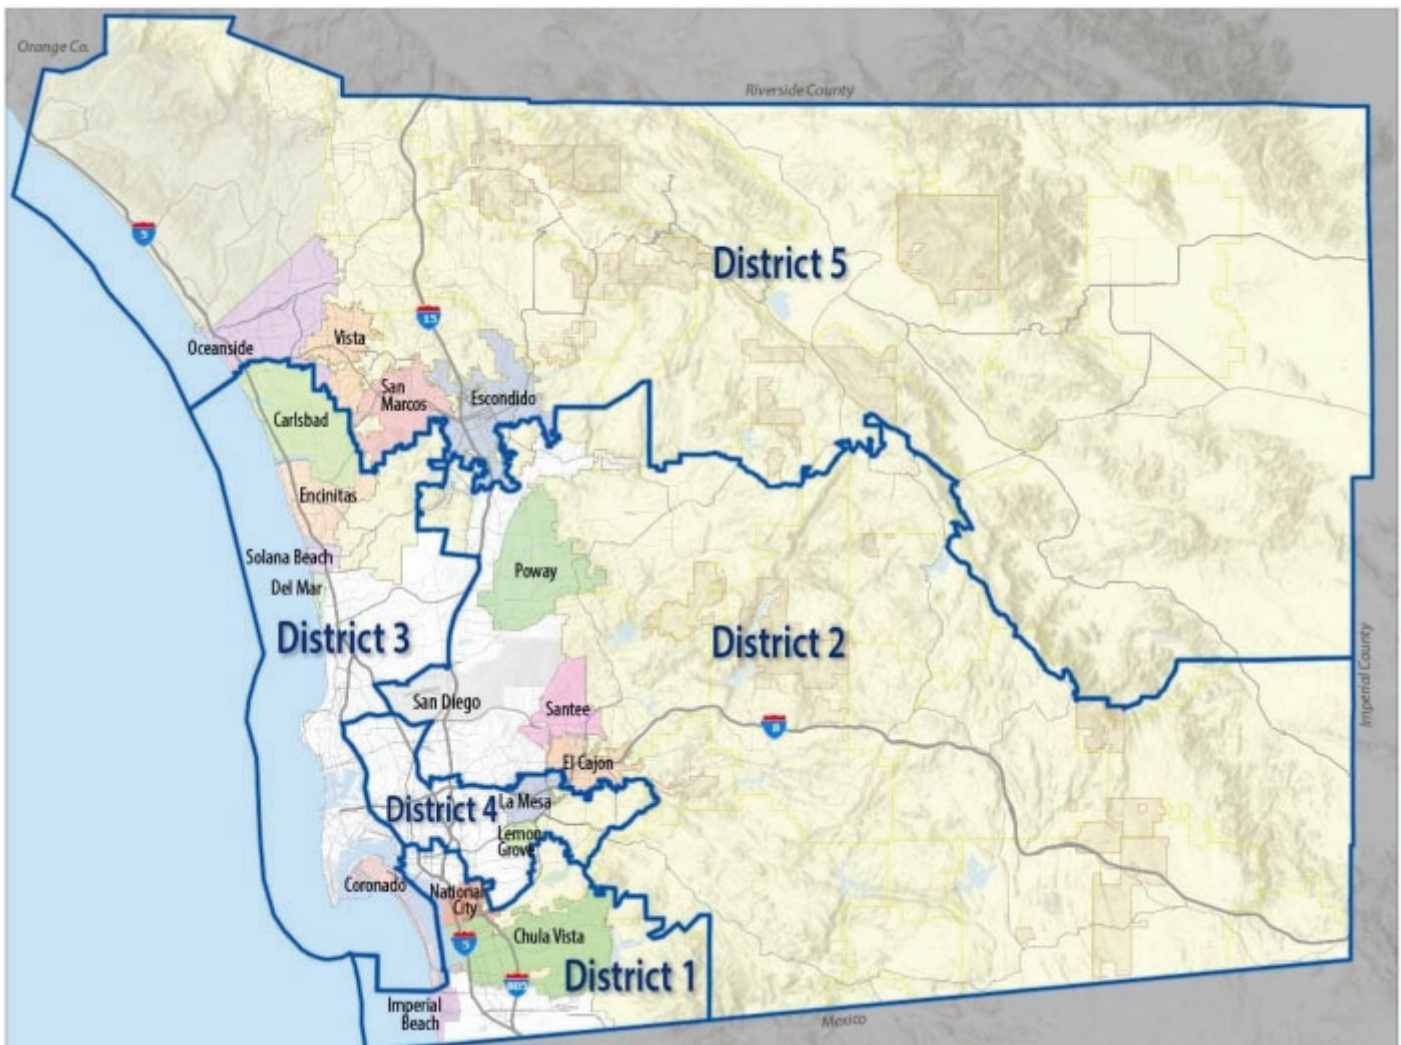 Orange Co.
Riverside County
5
District 5
15
Vista
Oceanside
San
Marcos
Escondido
Carlsbad
Encinitas
Solana Beach
Poway
Del Mar
District 3
District 2
Imperial County
San Diego
Santee
8
El Cajon
District 4
La Mesa
Lemon
Grove
Coronado
National
City
5
Chula Vista
District 1
805
Imperial
Beach
Mexico